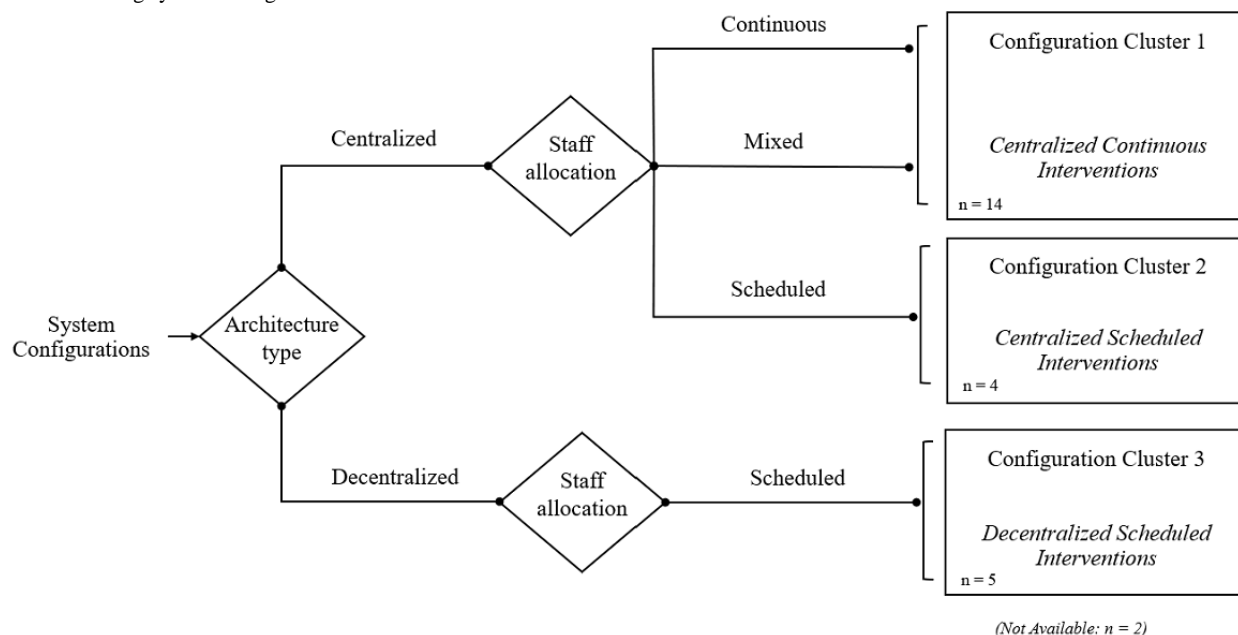 Continuous
Configuration Cluster 1
Centralized
Staff
allocation
Mixed
Centralized Continuous
Interventions
n = 14
Configuration Cluster 2
Scheduled
System
Configurations
Architecture
type
Centralized Scheduled
Interventions
n = 4
Configuration Cluster 3
Decentralized
Staff
allocation
Scheduled
Decentralized Scheduled
Interventions
n = 5
(Not Available: n = 2)